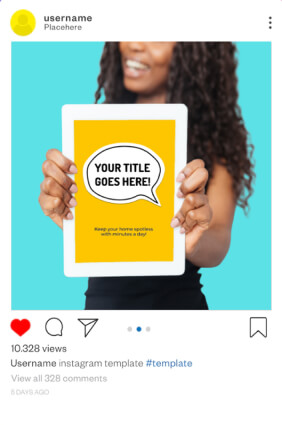 username
Placehere
YOUR TITLE
GOES HERE!
Keep your home spotless
with minutes a day!
10.328 views
Username instagram template #template
View all 328 comments
5 DAYS AGO